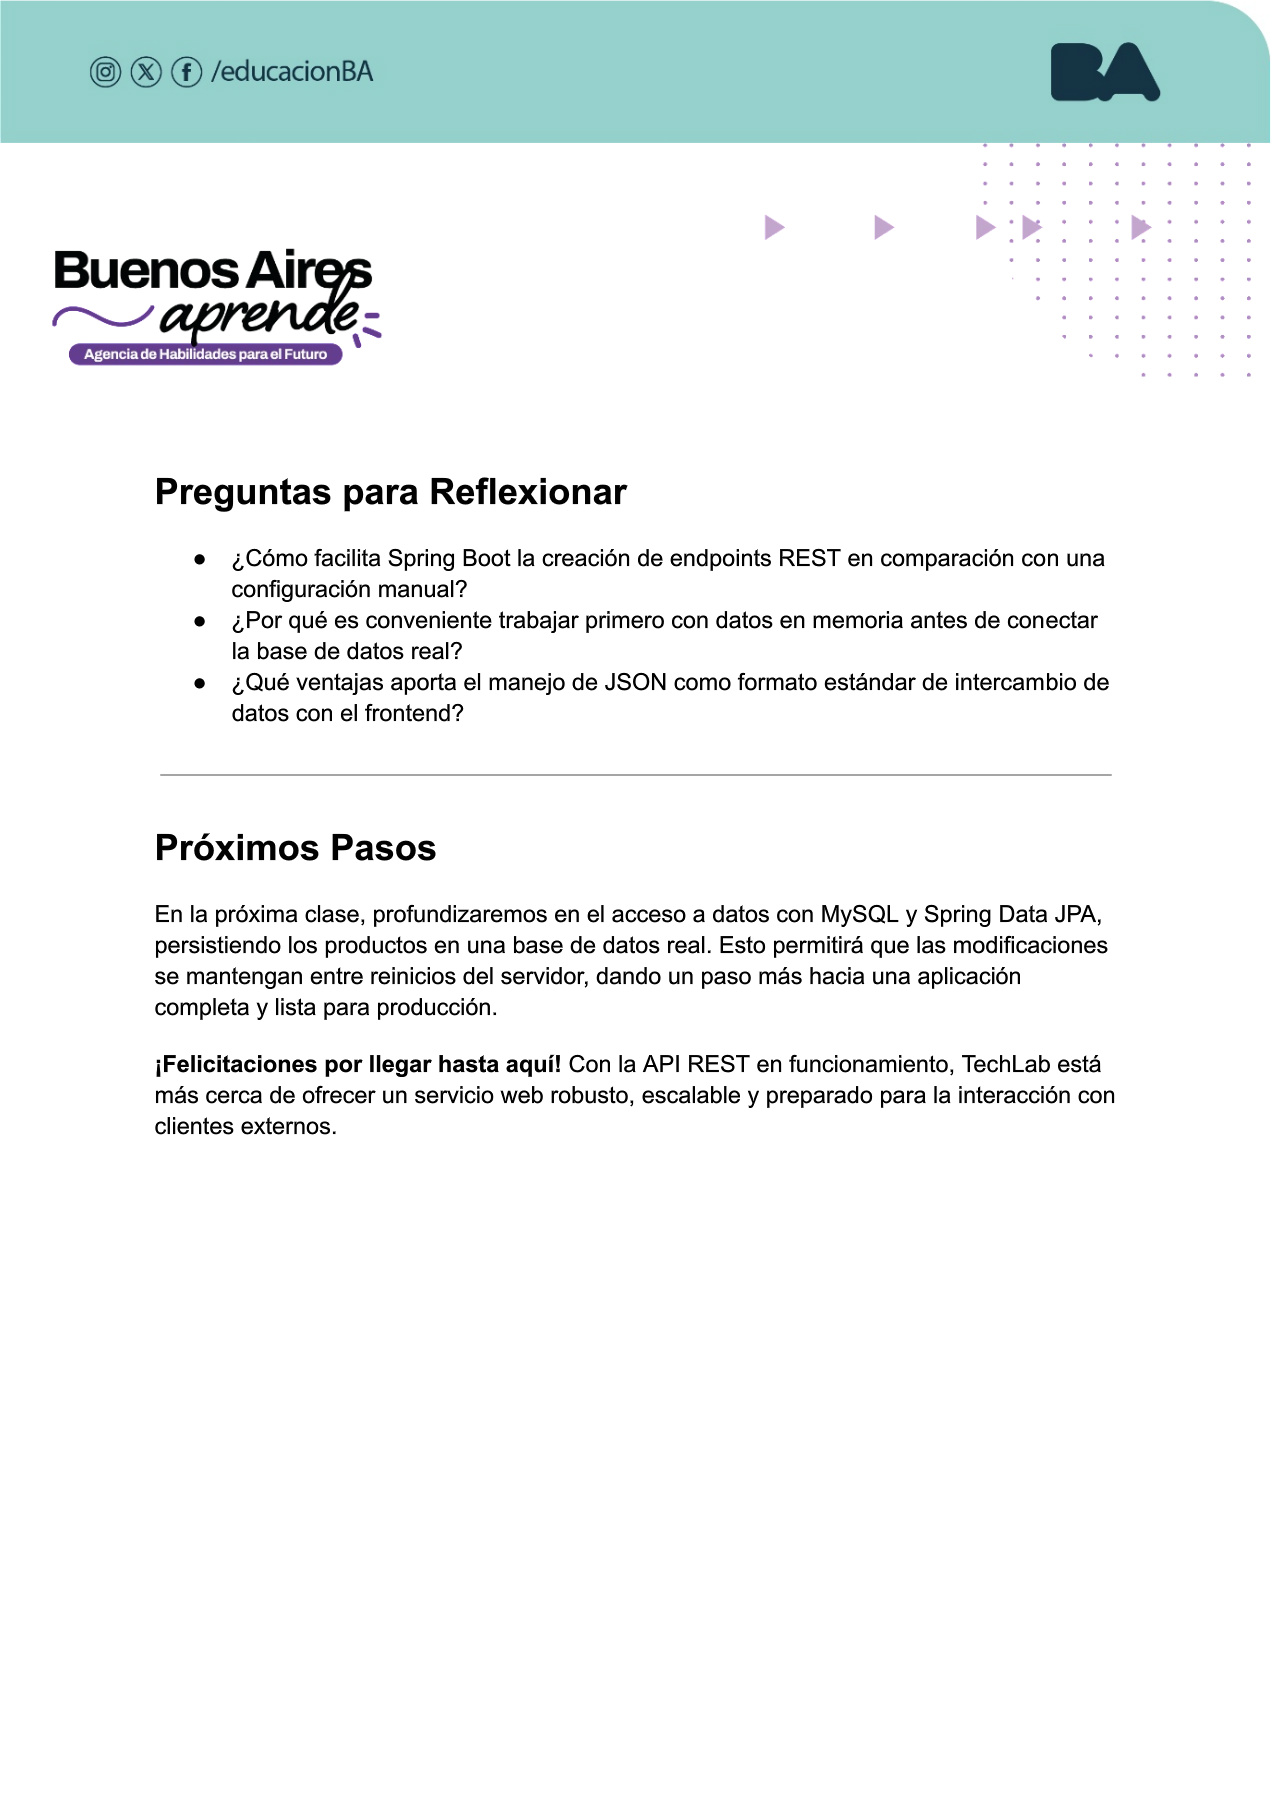 /educacionBA
BA
Buenos Aires
aprende
Agencia de Habilidades para el Futuro
Preguntas para Reflexionar
● ¿Cómo facilita Spring Boot la creación de endpoints REST en comparación con una
configuración manual?
● ¿Por qué es conveniente trabajar primero con datos en memoria antes de conectar
la base de datos real?
● ¿Qué ventajas aporta el manejo de JSON como formato estándar de intercambio de
datos con el frontend?
Próximos Pasos
En la próxima clase, profundizaremos en el acceso a datos con MySQL y Spring Data JPA,
persistiendo los productos en una base de datos real. Esto permitirá que las modificaciones
se mantengan entre reinicios del servidor, dando un paso más hacia una aplicación
completa y lista para producción.
¡Felicitaciones por llegar hasta aquí! Con la API REST en funcionamiento, TechLab está
más cerca de ofrecer un servicio web robusto, escalable y preparado para la interacción con
clientes externos.